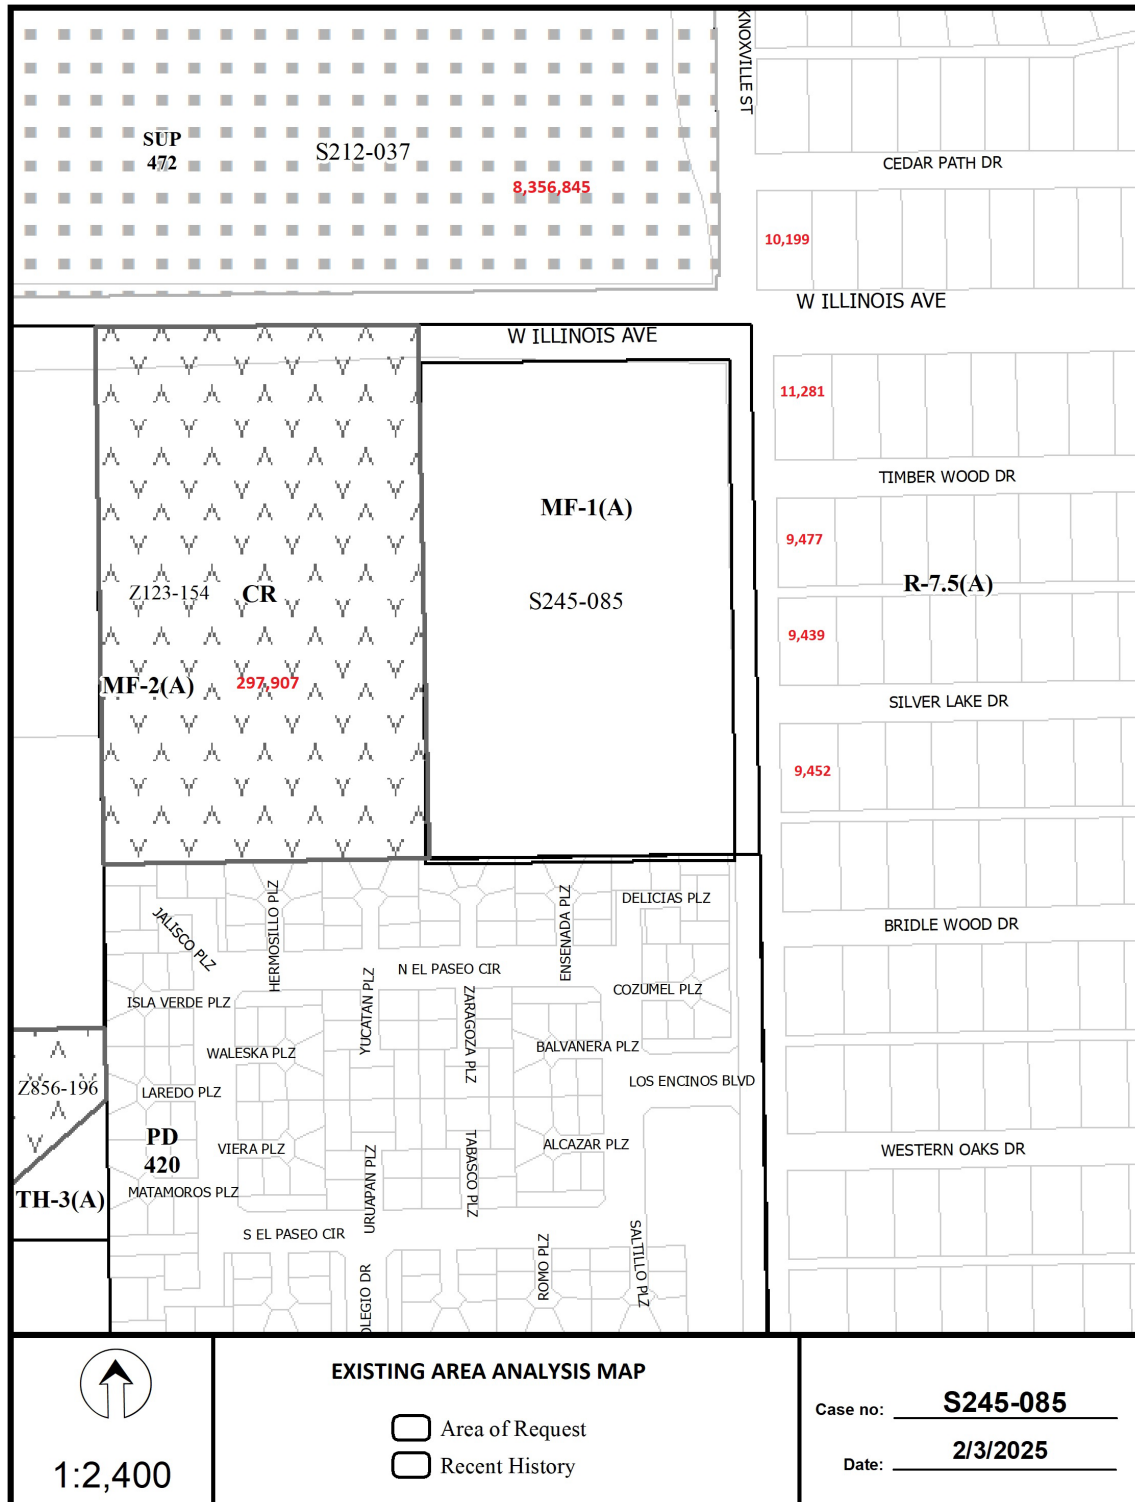 KNOXVILLE ST
SUP
472
S212-037
8,356,845
CEDAR PATH DR
10,199
W ILLINOIS AVE
W ILLINOIS AVE
11,281
TIMBER WOOD DR
MF-1(A)
9,477
R-7.5(A)
Z123-154
CR
S245-085
9,439
MF-2(A)
297,907
SILVER LAKE DR
9,452
JALISCO PLZ
HERMOSILLO PLZ
ENSENADA PLZ
DELICIAS PLZ
BRIDLE WOOD DR
N EL PASEO CIR
COZUMEL PLZ
ISLA VERDE PLZ
YUCATAN PLZ
ZARAGOZA PLZ
WALESKA PLZ
BALVANERA PLZ
Z856-196
LAREDO PLZ
LOS ENCINOS BLVD
PD
420
VIERA PLZ
URUAPAN PLZ
TABASCO PLZ
ALCAZAR PLZ
WESTERN OAKS DR
TH-3(A)
MATAMOROS PLZ
S EL PASEO CIR
OLEGIO DR
ROMO PLZ
SALTILLO PLZ
1:2,400
EXISTING AREA ANALYSIS MAP
Area of Request
Recent History
Case no: S245-085
Date: 2/3/2025